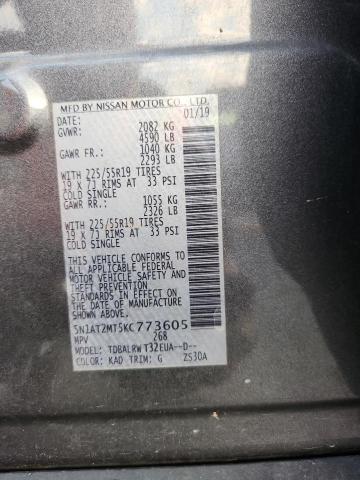 MFD BY NISSAN MOTOR CO., LTD.
DATE: 01/19
GVWR: 2082 KG
4590 LB
GAWR FR.: 1040 KG
2293 LB
WITH 225/55R19 TIRES
19 X 7J RIMS AT 33 PSI
COLD SINGLE
GAWR RR.: 1055 KG
2326 LB
WITH 225/55R19 TIRES
19 X 7J RIMS AT 33 PSI
COLD SINGLE
THIS VEHICLE CONFORMS TO
ALL APPLICABLE FEDERAL
MOTOR VEHICLE SAFETY
AND THEFT PREVENTION
STANDARDS IN EFFECT ON
THE DATE OF MANUFACTURE
SHOWN ABOVE.
5N1AT2MT5KC773605
MPV 268
MODEL: TDBALRWT32EUA--D--
COLOR: KAD TRIM: G ZS30A